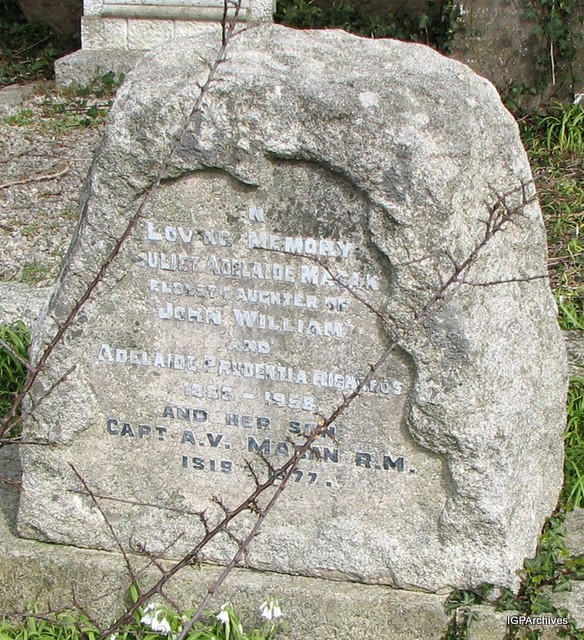 IN
LOVING MEMORY
JULIET ADELAIDE MAHAN
ELDEST DAUGHTER OF
JOHN WILLIAM
AND
ADELAIDE PRUDENTIA
- 1958
AND HER SON
CAPT A.V. MAHAN R.M.
1919 77.
IGPArchives